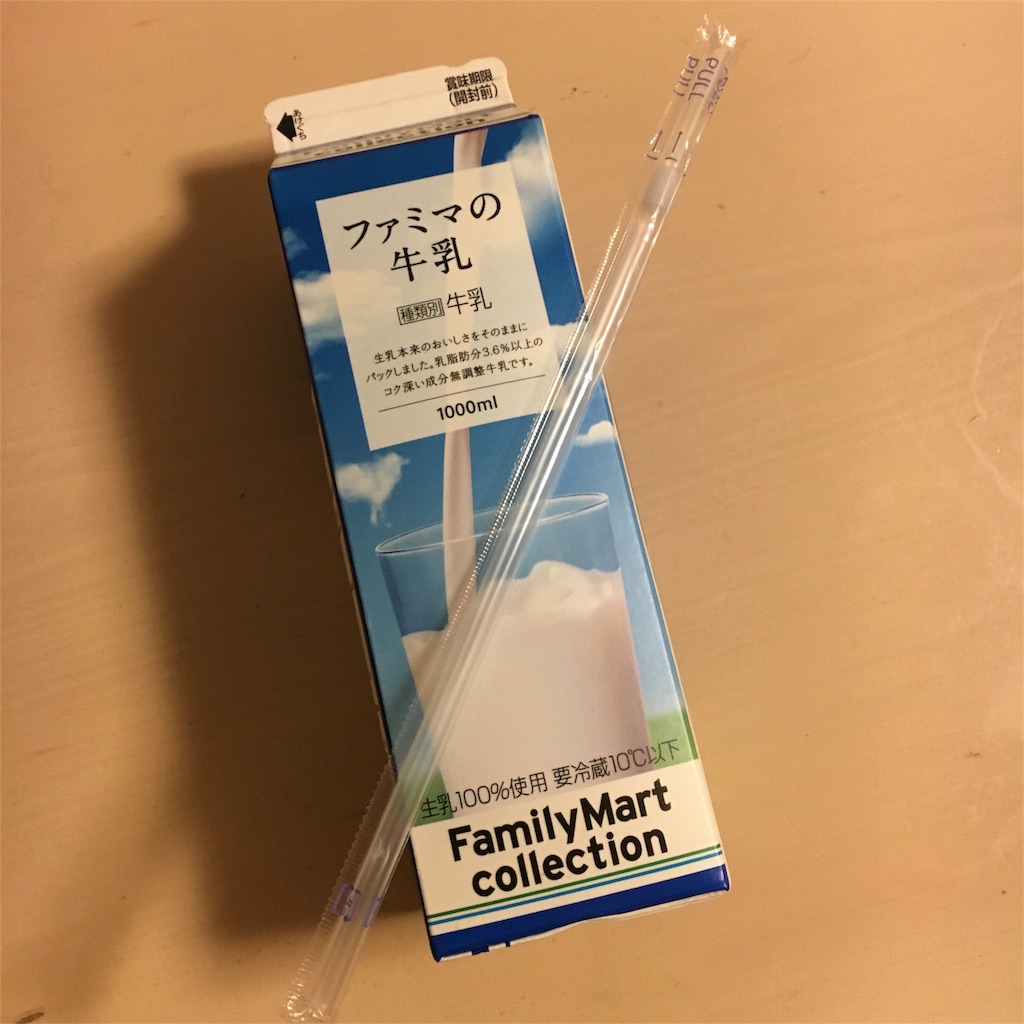 賞味期限
(開封前)
あけくち
ファミマの
牛乳
種類別 牛乳
生乳本来のおいしさをそのままに
パックしました。乳脂肪分3.6%以上の
コク深い成分無調整牛乳です。
1000ml
生乳100%使用 要冷蔵10℃以下
FamilyMart
collection
PULL
PULL